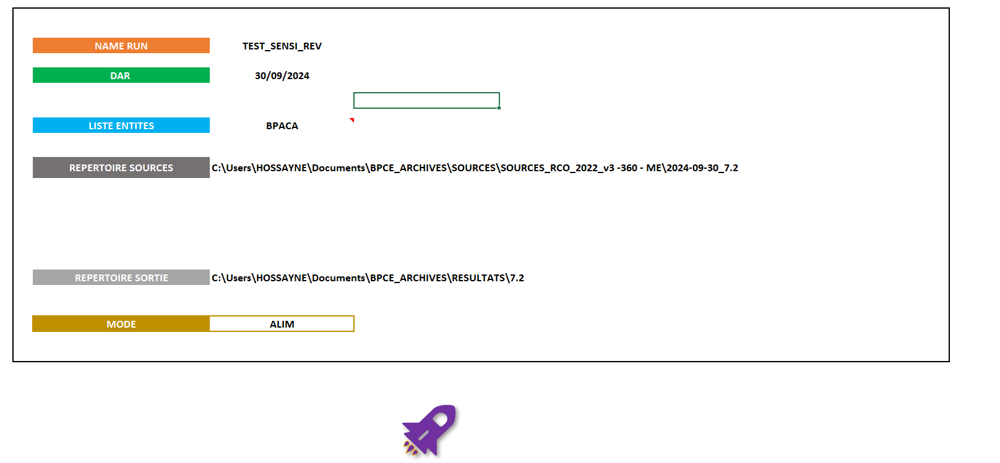 NAME RUN TEST_SENSI_REV
DAR 30/09/2024
LISTE ENTITES BPACA
REPERTOIRE SOURCES C:\Users\HOSSAYNE\Documents\BPCE_ARCHIVES\SOURCES\SOURCES_RCO_2022_v3 -360 - ME\2024-09-30_7.2
REPERTOIRE SORTIE C:\Users\HOSSAYNE\Documents\BPCE_ARCHIVES\RESULTATS\7.2
MODE ALIM